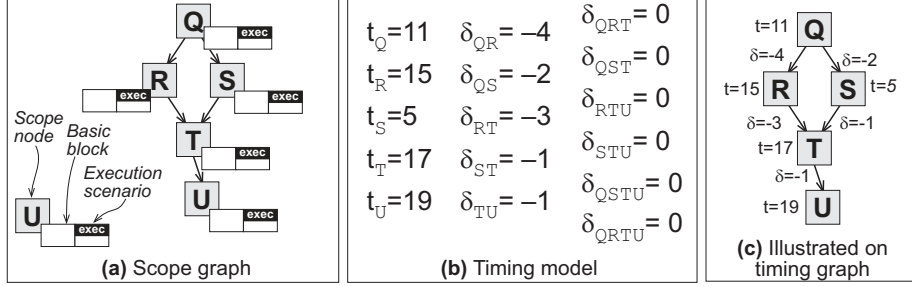 Q
exec
R
exec
S
exec
T
exec
U
exec
Scope node
Basic block
Execution scenario
U
exec
(a) Scope graph
t_Q=11 δ_QR= –4 δ_QRT= 0
t_R=15 δ_QS= –2 δ_QST= 0
t_S=5 δ_RT= –3 δ_RTU= 0
t_T=17 δ_ST= –1 δ_STU= 0
t_U=19 δ_TU= –1 δ_QSTU= 0
δ_QRTU= 0
(b) Timing model
t=11 Q
δ=-4 δ=-2
t=15 R S t=5
δ=-3 δ=-1
t=17 T
δ=-1
t=19 U
(c) Illustrated on
timing graph